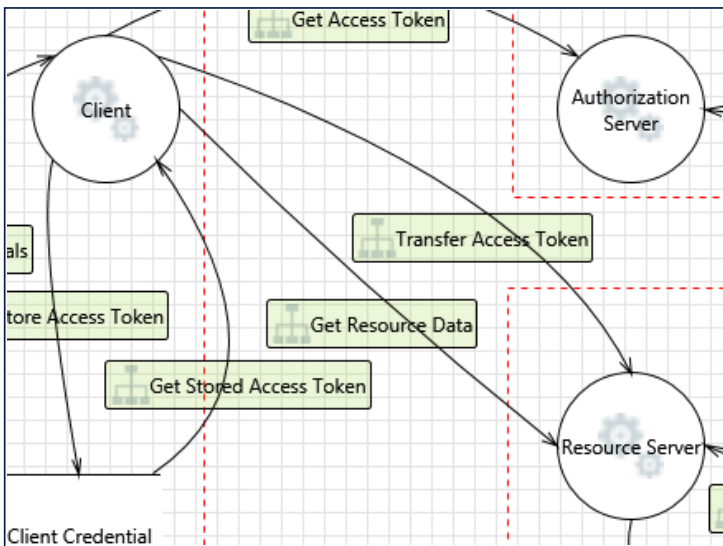 Get Access Token
Client
Authorization
Server
Transfer Access Token
als
tore Access Token
Get Resource Data
Get Stored Access Token
Resource Server
Client Credential